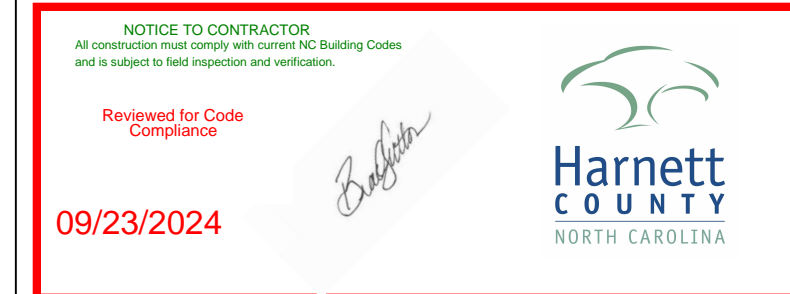 NOTICE TO CONTRACTOR
All construction must comply with current NC Building Codes
and is subject to field inspection and verification.
Reviewed for Code
Compliance
09/23/2024
Harnett
COUNTY
NORTH CAROLINA